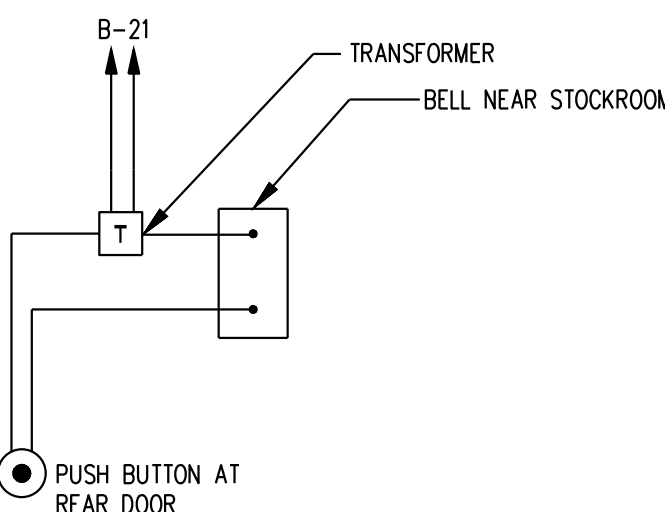 B-21
TRANSFORMER
BELL NEAR STOCKROOM
T
PUSH BUTTON AT
REAR DOOR